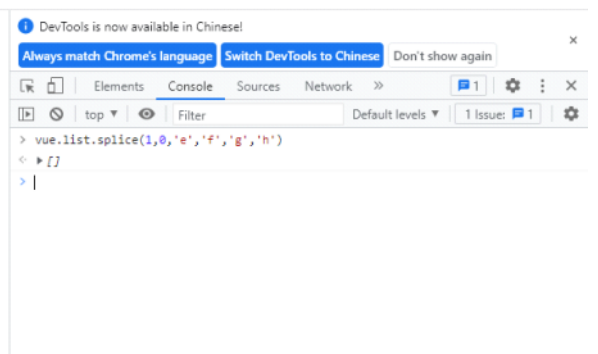 DevTools is now available in Chinese!
Always match Chrome's language Switch DevTools to Chinese Don't show again
Elements Console Sources Network » 1
top ▼ Filter Default levels ▼ 1 Issue: 1
> vue.list.splice(1,0,'e','f','g','h')
[]